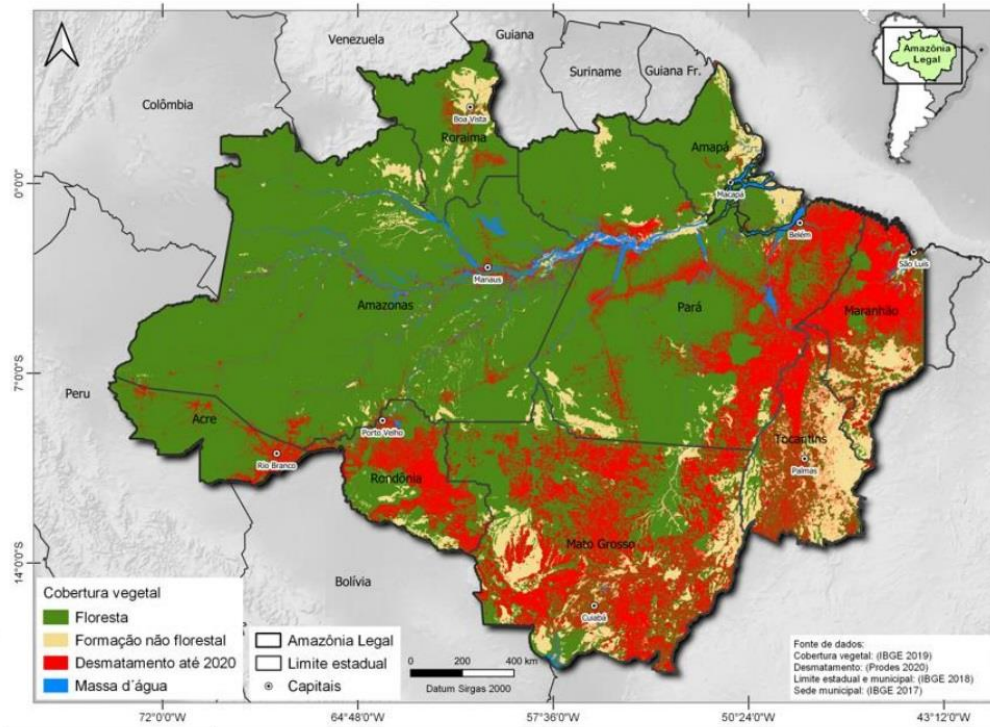 Venezuela
Guiana
Suriname
Guiana Fr.
Colômbia
Amazônia
Legal
Boa Vista
Roraima
Amapá
Macapá
Belém
São Luis
Manaus
Amazonas
Pará
Maranhão
Peru
Acre
Rio Branco
Porto Velho
Rondônia
Tocantins
Palmas
Mato Grosso
Cuiabá
Bolívia
0°0'0"
7°0'0"S
14°0'0"S
Cobertura vegetal
Floresta
Formação não florestal
Desmatamento até 2020
Massa d´água
Amazônia Legal
Limite estadual
Capitais
0 200 400 km
Datum Sirgas 2000
Fonte de dados:
Cobertura vegetal: (IBGE 2019)
Desmatamento: (Prodes 2020)
Limite estadual e municipal: (IBGE 2018)
Sede municipal: (IBGE 2017)
72°0'0"W
64°48'0"W
57°36'0"W
50°24'0"W
43°12'0"W